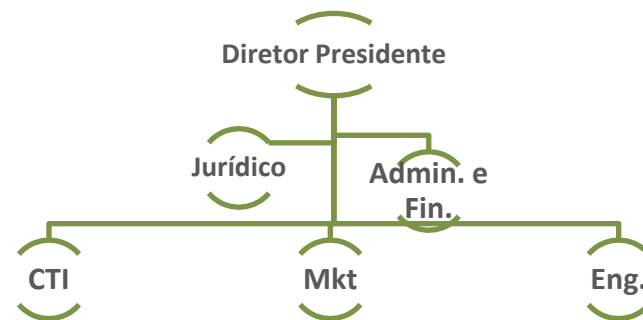 Diretor Presidente
Jurídico
Admin. e
Fin.
CTI
Mkt
Eng.